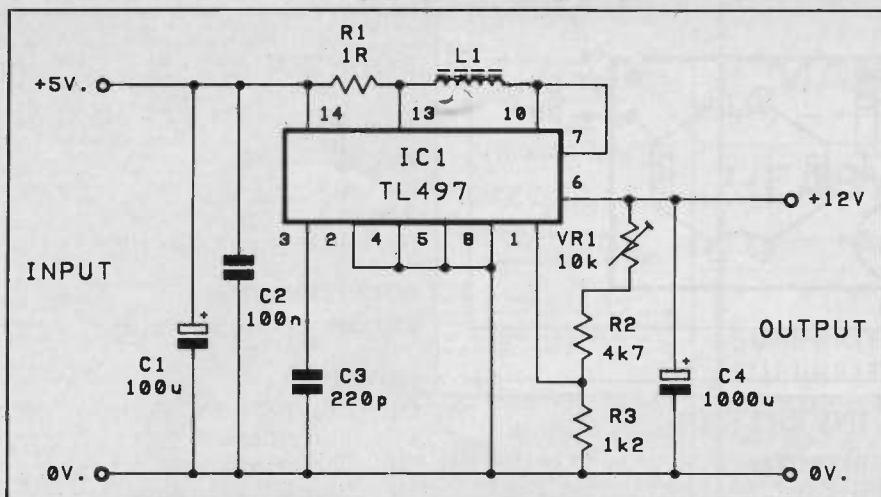 R1
1R
L1
+5V.
14
13
10
7
IC1
TL497
6
+12V
3
2
4
5
8
1
VR1
10k
INPUT
C2
100n
R2
4k7
OUTPUT
C1
+
100u
C3
220p
+
C4
1000u
R3
1k2
0V.
0V.